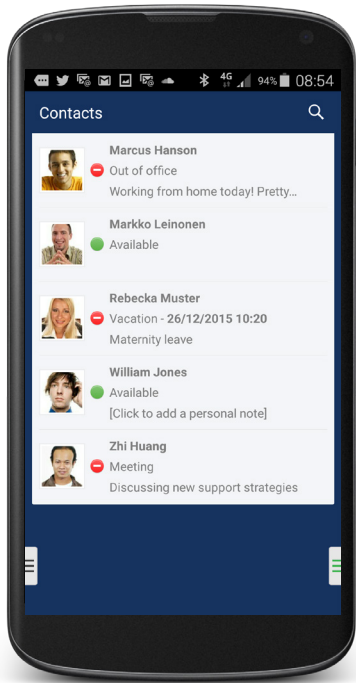 4G
94%
08:54
Contacts
Marcus Hanson
Out of office
Working from home today! Pretty...
Markko Leinonen
Available
Rebecka Muster
Vacation - 26/12/2015 10:20
Maternity leave
William Jones
Available
[Click to add a personal note]
Zhi Huang
Meeting
Discussing new support strategies